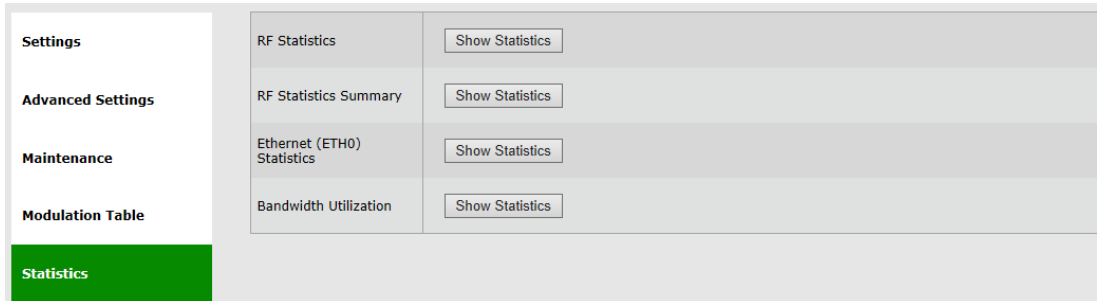 Settings
Advanced Settings
Maintenance
Modulation Table
Statistics
RF Statistics
Show Statistics
RF Statistics Summary
Show Statistics
Ethernet (ETH0)
Statistics
Show Statistics
Bandwidth Utilization
Show Statistics